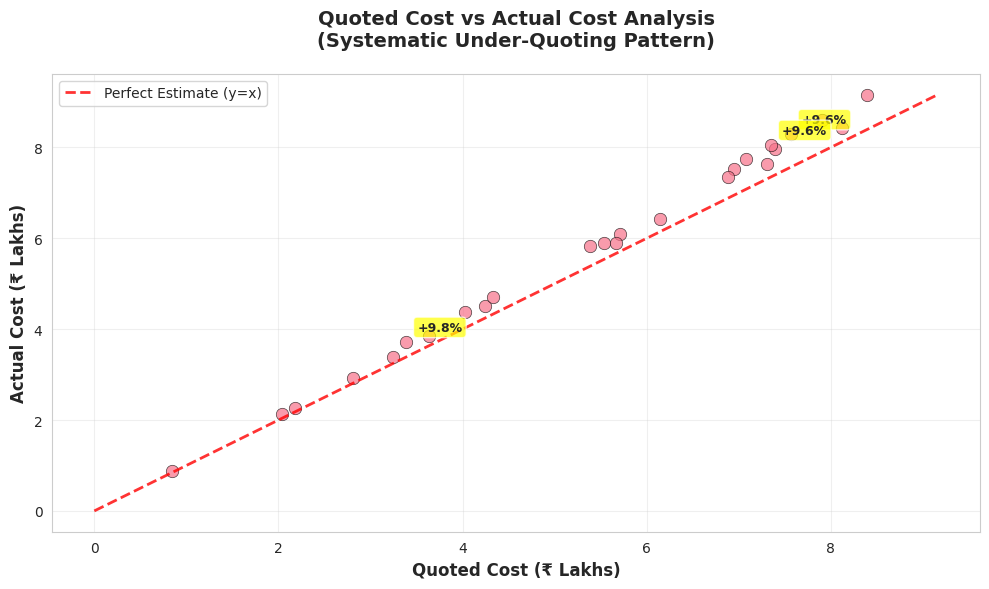 Quoted Cost vs Actual Cost Analysis
(Systematic Under-Quoting Pattern)
Perfect Estimate (y=x)
+9.6%
+9.6%
+9.8%
Actual Cost (₹ Lakhs)
8
6
4
2
0
0 2 4 6 8
Quoted Cost (₹ Lakhs)